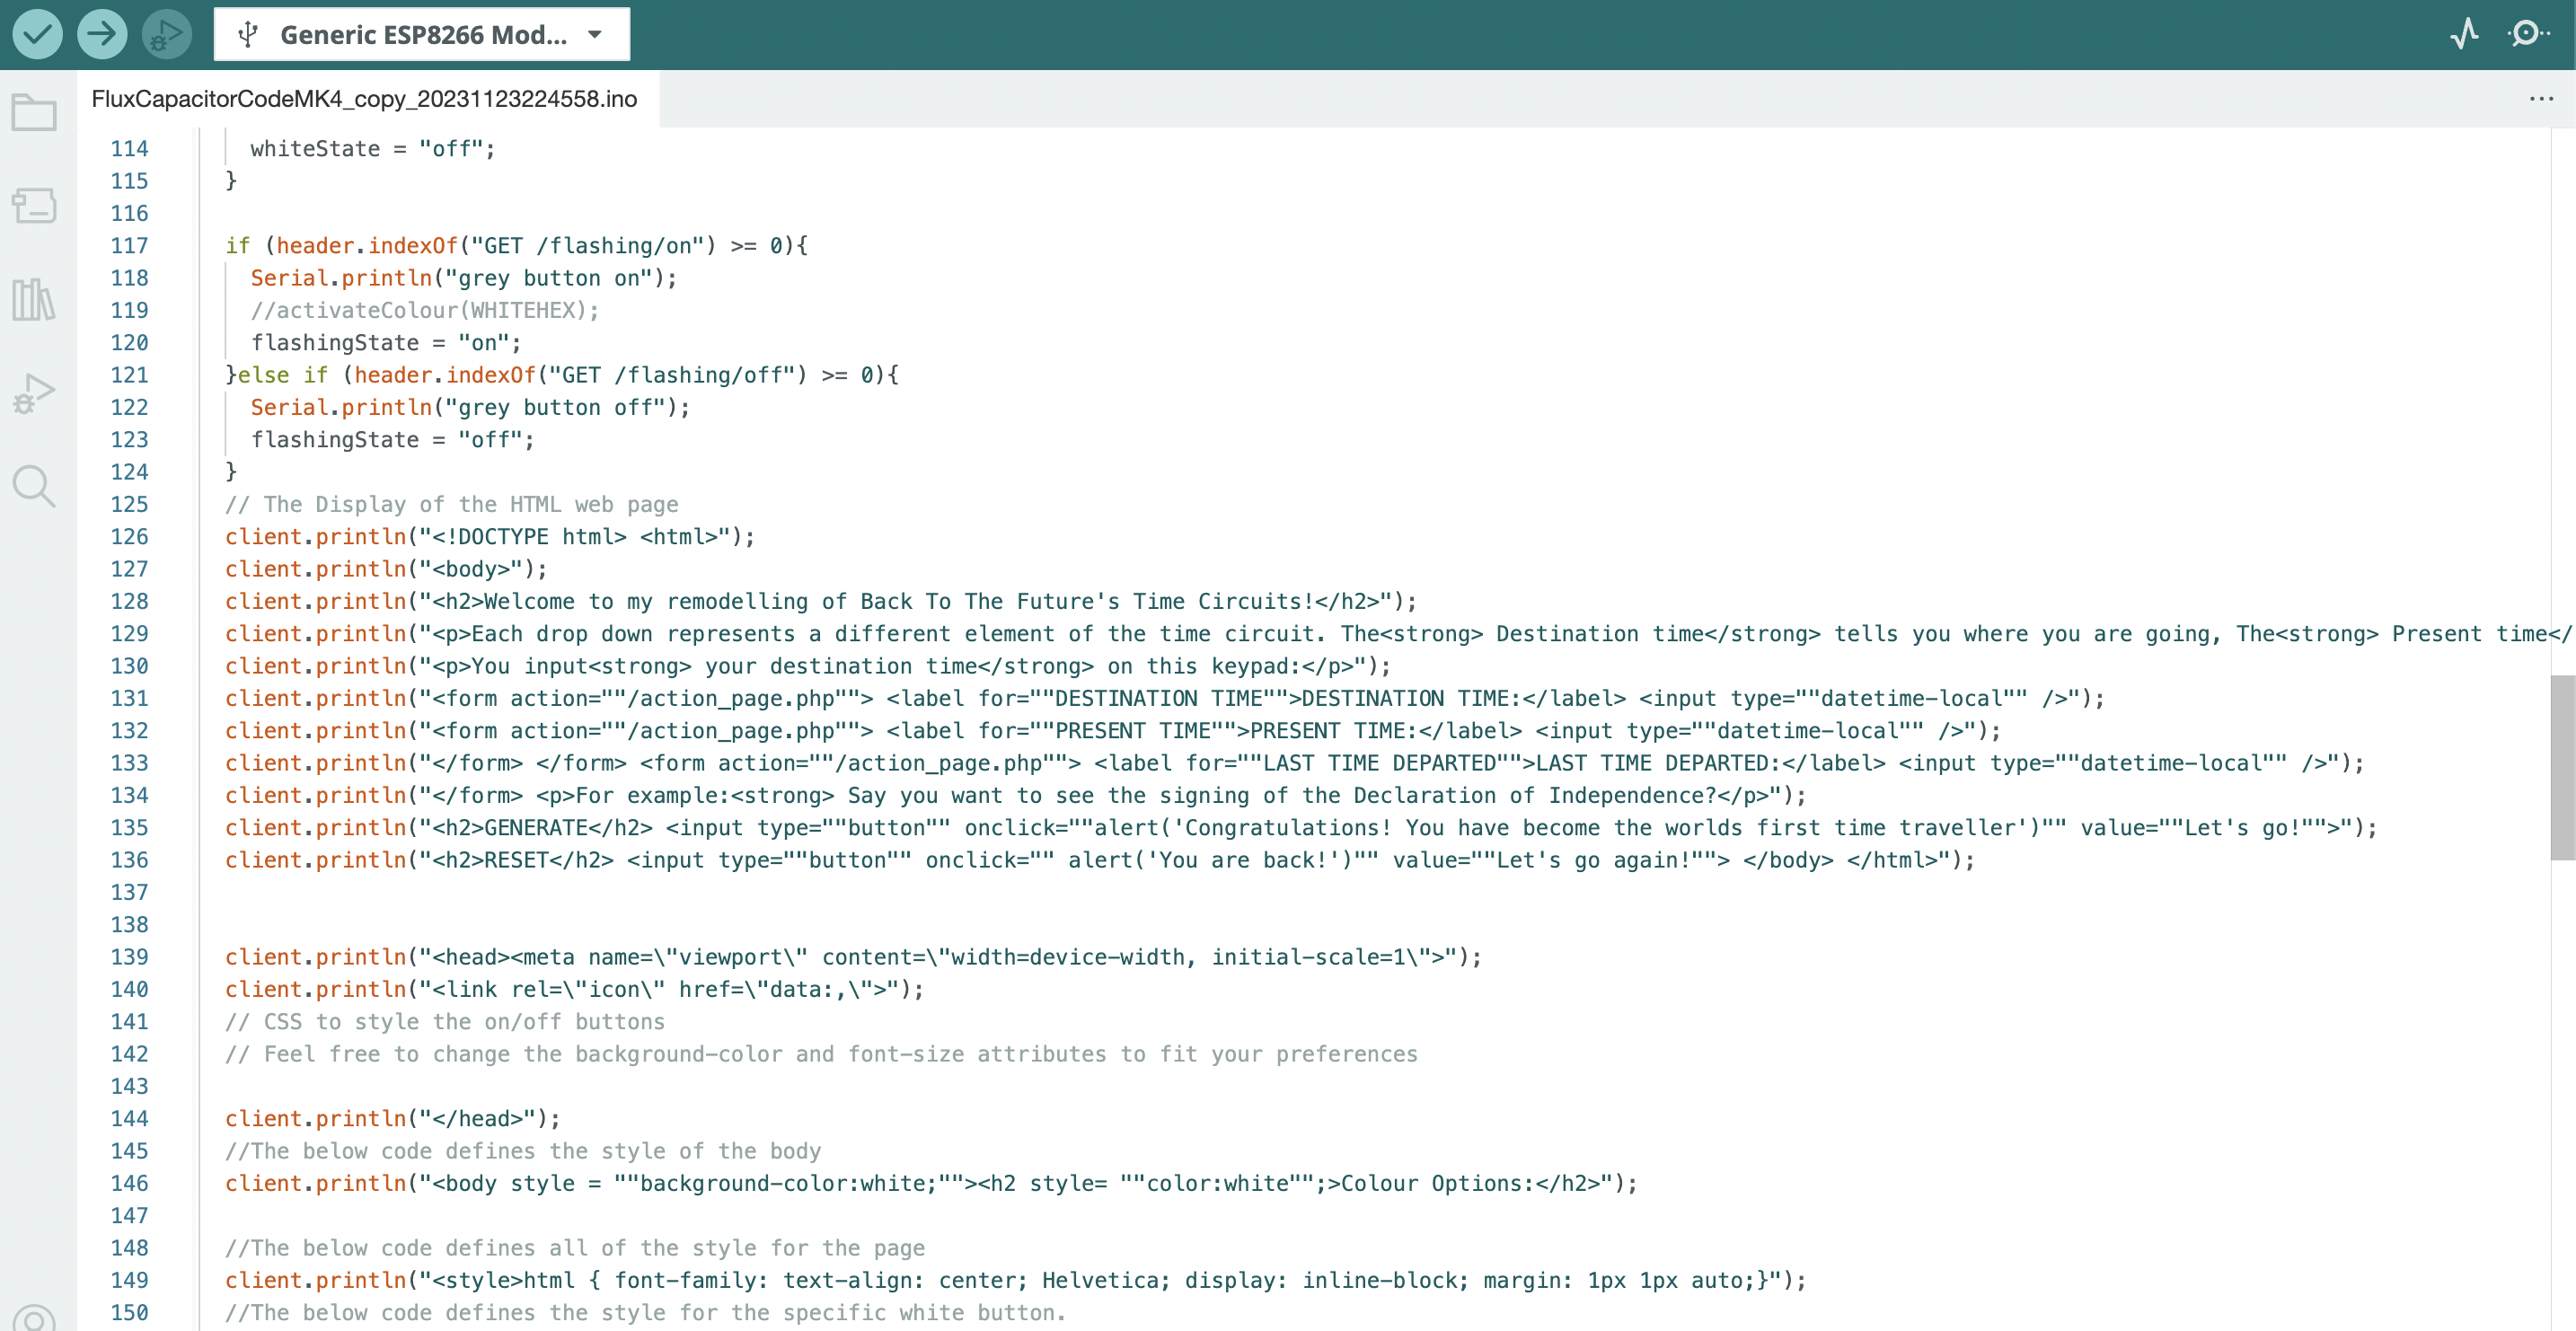 Generic ESP8266 Mod...
FluxCapacitorCodeMK4_copy_20231123224558.ino
114 whiteState = "off";
115 }
116
117 if (header.indexOf("GET /flashing/on") >= 0){
118 Serial.println("grey button on");
119 //activateColour(WHITEHEX);
120 flashingState = "on";
121 }else if (header.indexOf("GET /flashing/off") >= 0){
122 Serial.println("grey button off");
123 flashingState = "off";
124 }
125 // The Display of the HTML web page
126 client.println("<!DOCTYPE html> <html>");
127 client.println("<body>");
128 client.println("<h2>Welcome to my remodelling of Back To The Future's Time Circuits!</h2>");
129 client.println("<p>Each drop down represents a different element of the time circuit. The<strong> Destination time</strong> tells you where you are going, The<strong> Present time</
130 client.println("<p>You input<strong> your destination time</strong> on this keypad:</p>");
131 client.println("<form action=""/action_page.php""> <label for=""DESTINATION TIME"">DESTINATION TIME:</label> <input type=""datetime-local"" />");
132 client.println("<form action=""/action_page.php""> <label for=""PRESENT TIME"">PRESENT TIME:</label> <input type=""datetime-local"" />");
133 client.println("</form> </form> <form action=""/action_page.php""> <label for=""LAST TIME DEPARTED"">LAST TIME DEPARTED:</label> <input type=""datetime-local"" />");
134 client.println("</form> <p>For example:<strong> Say you want to see the signing of the Declaration of Independence?</p>");
135 client.println("<h2>GENERATE</h2> <input type=""button"" onclick=""alert('Congratulations! You have become the worlds first time traveller')"" value=""Let's go!"">");
136 client.println("<h2>RESET</h2> <input type=""button"" onclick="" alert('You are back!')"" value=""Let's go again!""> </body> </html>");
137
138
139 client.println("<head><meta name=\"viewport\" content=\"width=device-width, initial-scale=1\">");
140 client.println("<link rel=\"icon\" href=\"data:,\">");
141 // CSS to style the on/off buttons
142 // Feel free to change the background-color and font-size attributes to fit your preferences
143
144 client.println("</head>");
145 //The below code defines the style of the body
146 client.println("<body style = ""background-color:white;""><h2 style= ""color:white"";>Colour Options:</h2>");
147
148 //The below code defines all of the style for the page
149 client.println("<style>html { font-family: text-align: center; Helvetica; display: inline-block; margin: 1px 1px auto;}");
150 //The below code defines the style for the specific white button.